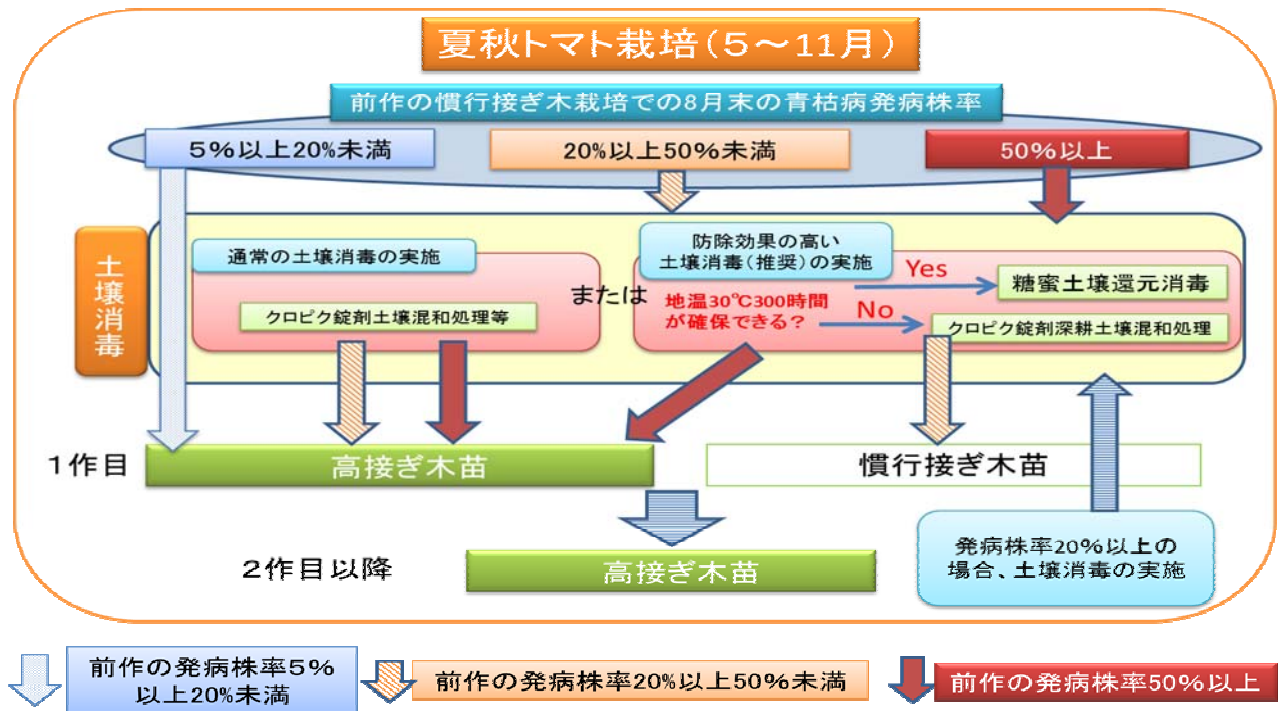 夏秋トマト栽培(5～11月)
前作の慣行接ぎ木栽培での8月末の青枯病発病株率
5%以上20%未満
20%以上50%未満
50%以上
土壌消毒
通常の土壌消毒の実施
クロピク錠剤土壌混和処理等
または
防除効果の高い
土壌消毒(推奨)の実施
地温30℃300時間
が確保できる?
Yes
No
糖蜜土壌還元消毒
クロピク錠剤深耕土壌混和処理
1作目
高接ぎ木苗
慣行接ぎ木苗
2作目以降
高接ぎ木苗
発病株率20%以上の
場合、土壌消毒の実施
前作の発病株率5%
以上20%未満
前作の発病株率20%以上50%未満
前作の発病株率50%以上